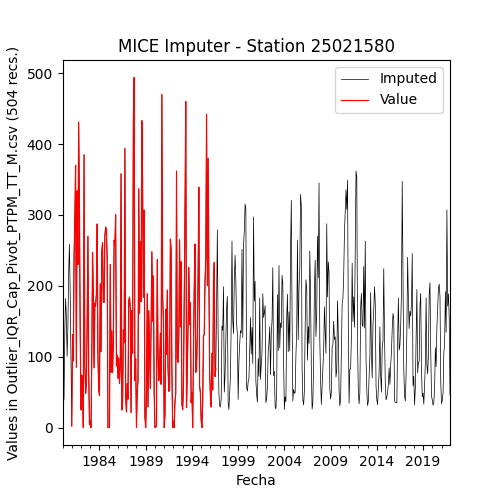 MICE Imputer - Station 25021580
Values in Outlier_IQR_Cap_Pivot_PTPM_TT_M.csv (504 recs.)
500
400
300
200
100
0
Imputed
Value
1984 1989 1994 1999 2004 2009 2014 2019
Fecha